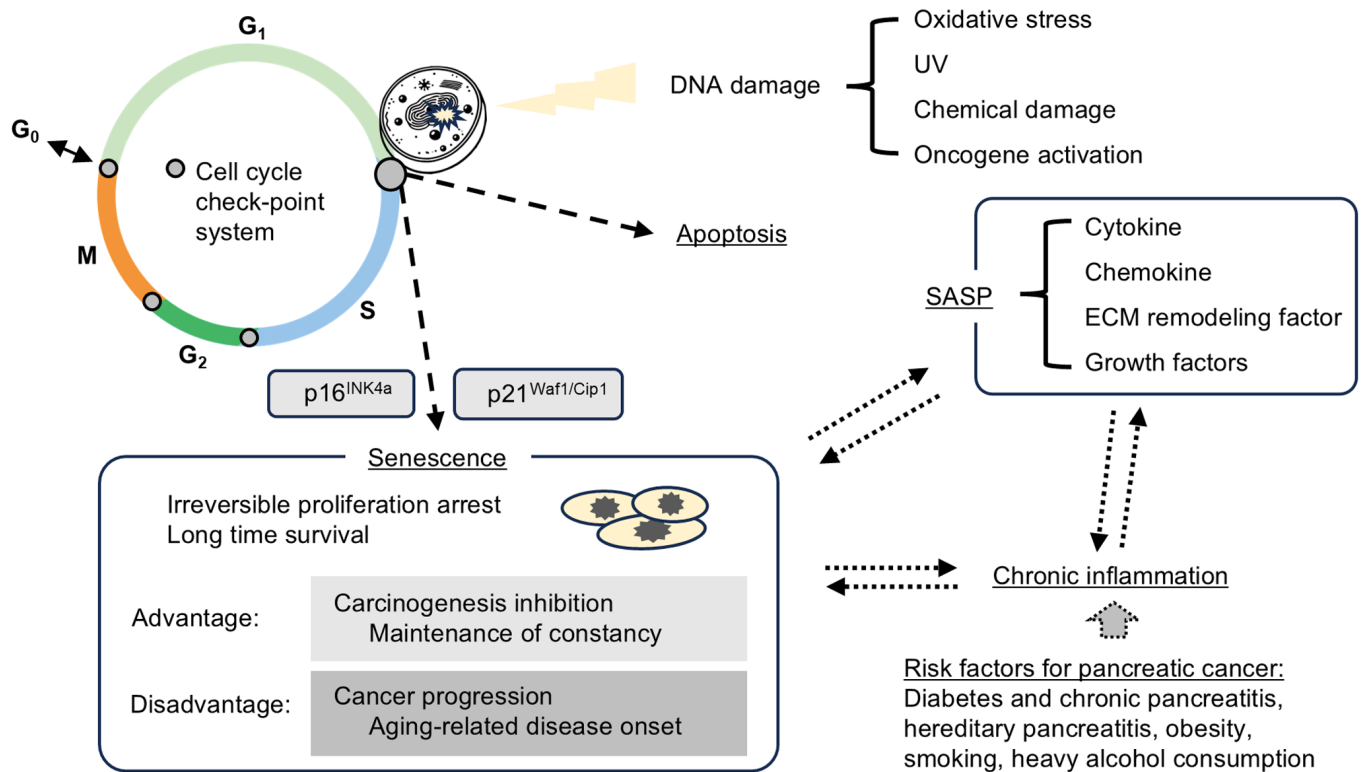 G1
G0
Cell cycle
check-point
system
M
S
G2
DNA damage
Oxidative stress
UV
Chemical damage
Oncogene activation
Apoptosis
SASP
Cytokine
Chemokine
ECM remodeling factor
Growth factors
p16INK4a
p21Waf1/Cip1
Senescence
Irreversible proliferation arrest
Long time survival
Advantage:
Carcinogenesis inhibition
Maintenance of constancy
Disadvantage:
Cancer progression
Aging-related disease onset
Chronic inflammation
Risk factors for pancreatic cancer:
Diabetes and chronic pancreatitis,
hereditary pancreatitis, obesity,
smoking, heavy alcohol consumption